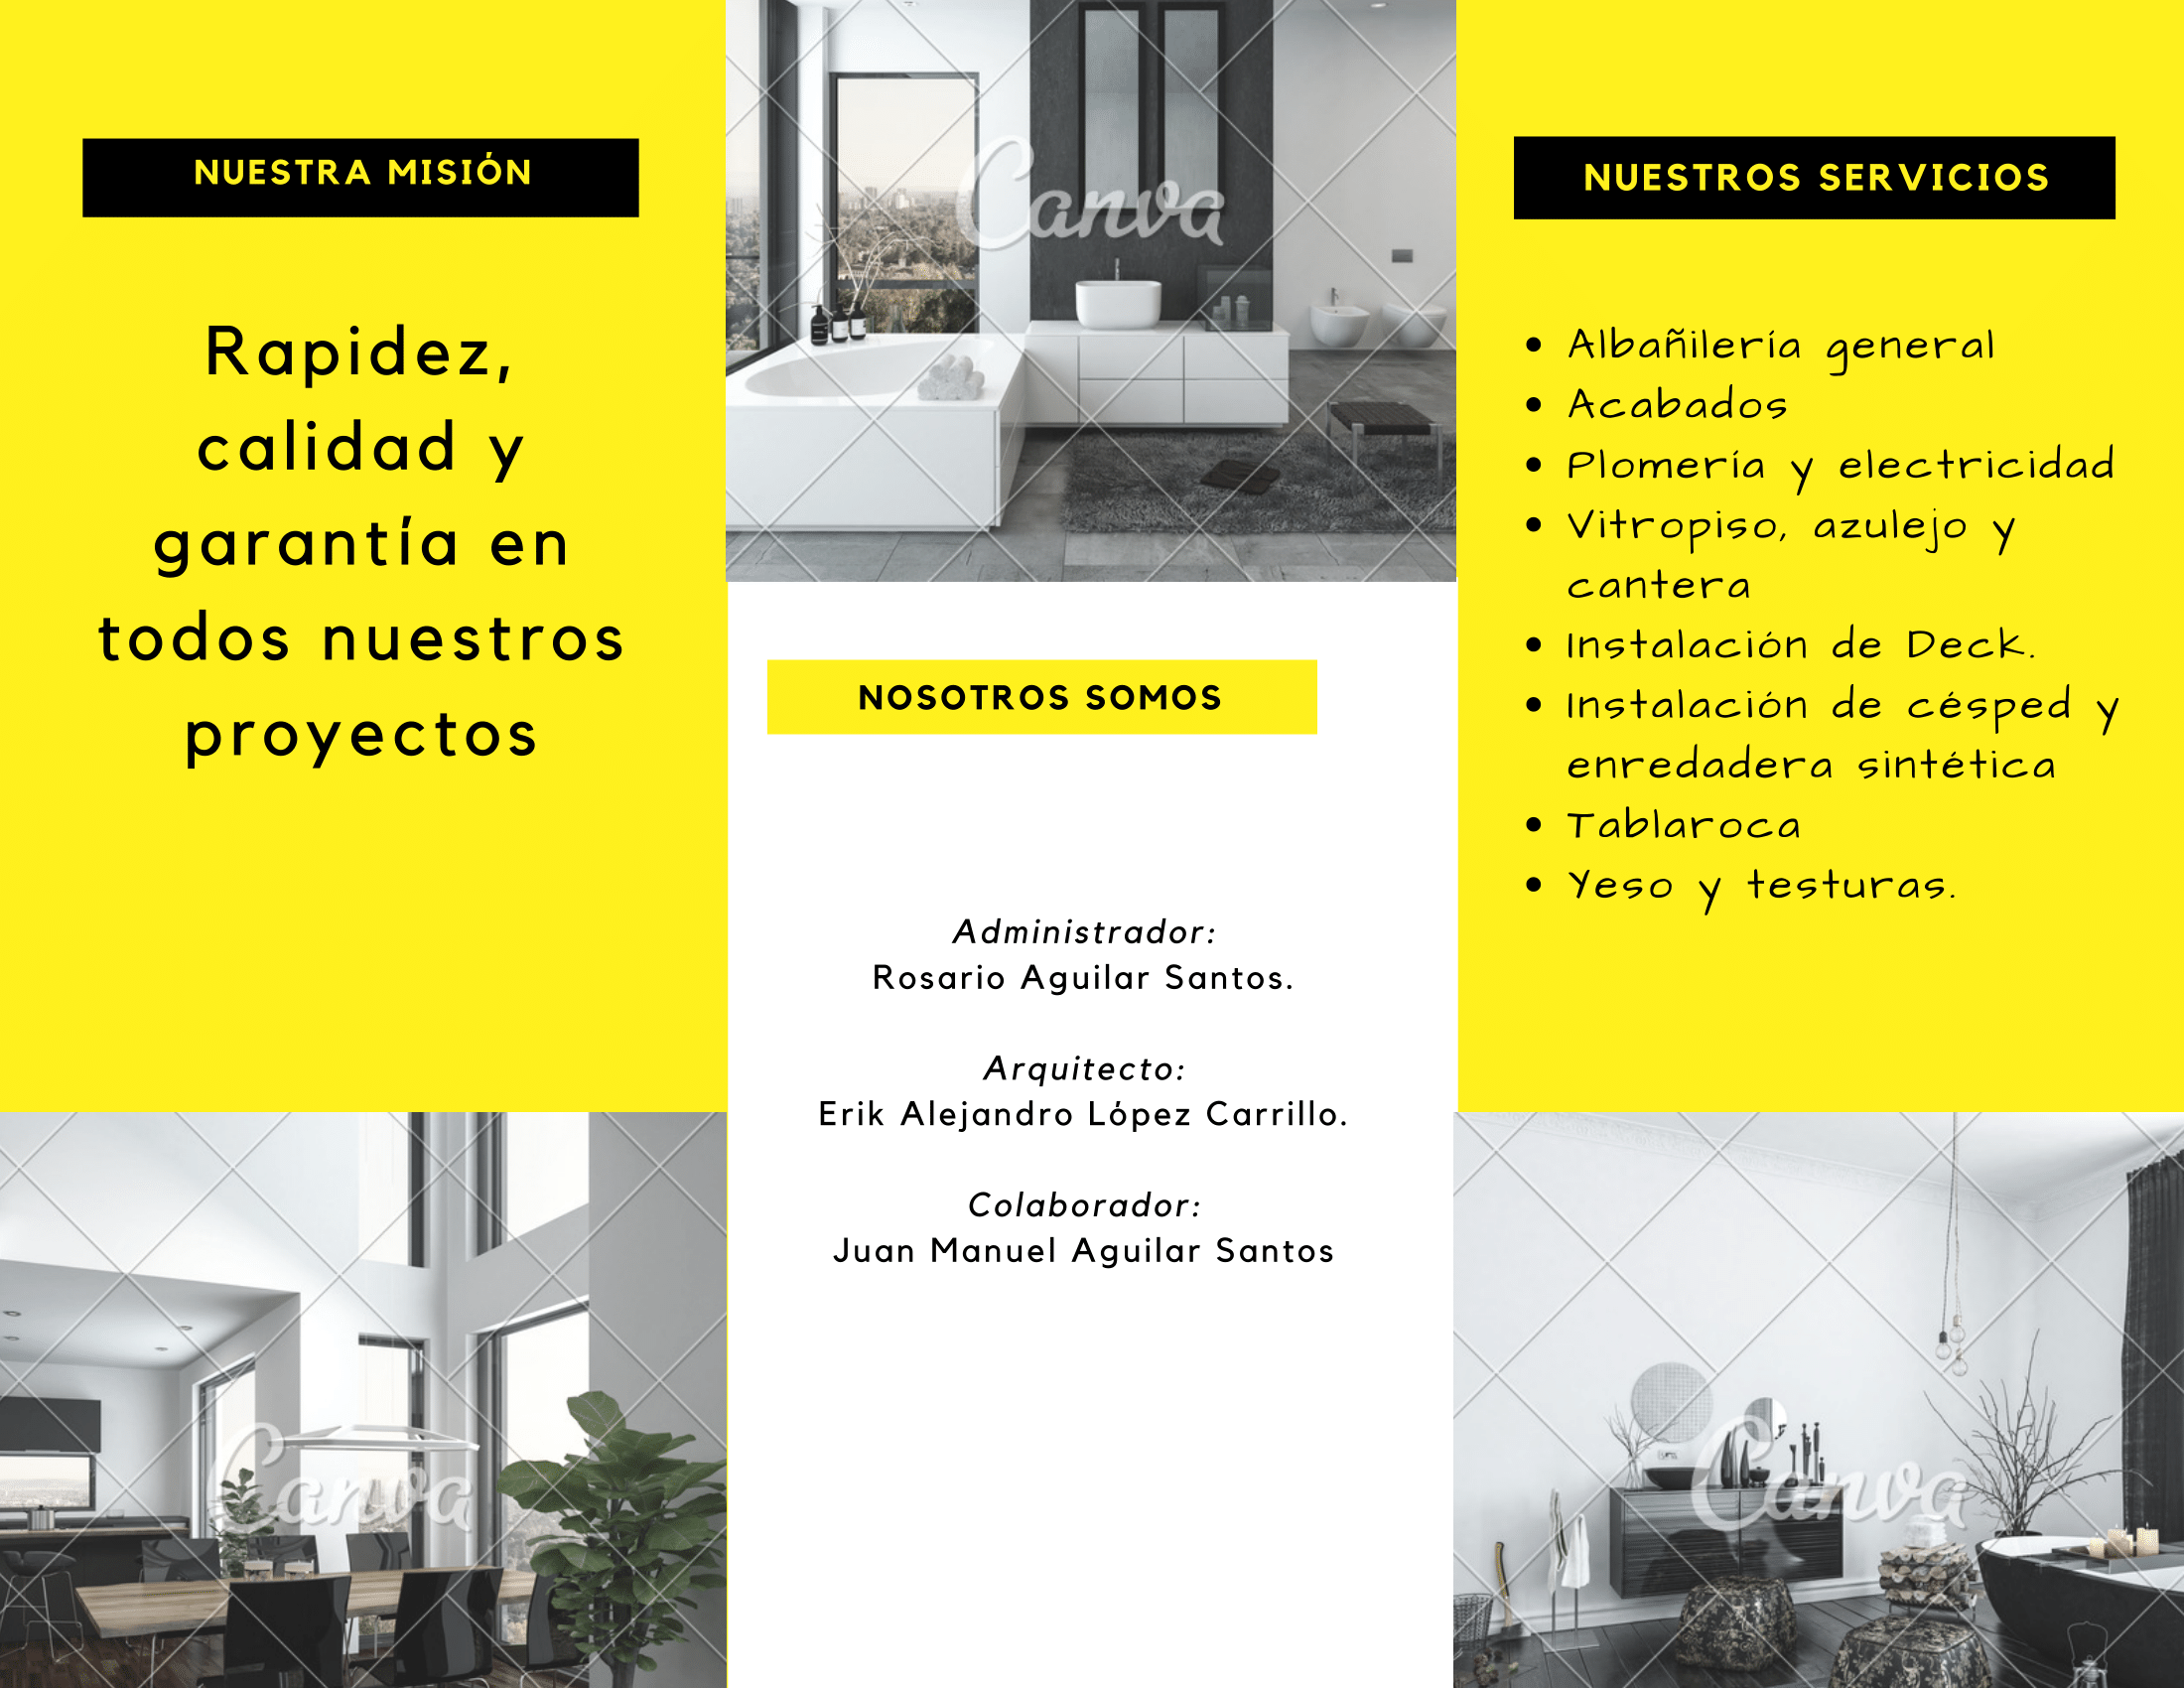 NUESTRA MISIÓN
Rapidez,
calidad y
garantía en
todos nuestros
proyectos
Canva
Canva
NOSOTROS SOMOS
Administrador:
Rosario Aguilar Santos.
Arquitecto:
Erik Alejandro López Carrillo.
Colaborador:
Juan Manuel Aguilar Santos
NUESTROS SERVICIOS
• Albañilería general
• Acabados
• Plomería y electricidad
• Vitropiso, azulejo y
cantera
• Instalación de Deck.
• Instalación de césped y
enredadera sintética
• Tablaroca
• Yeso y testuras.
Canva